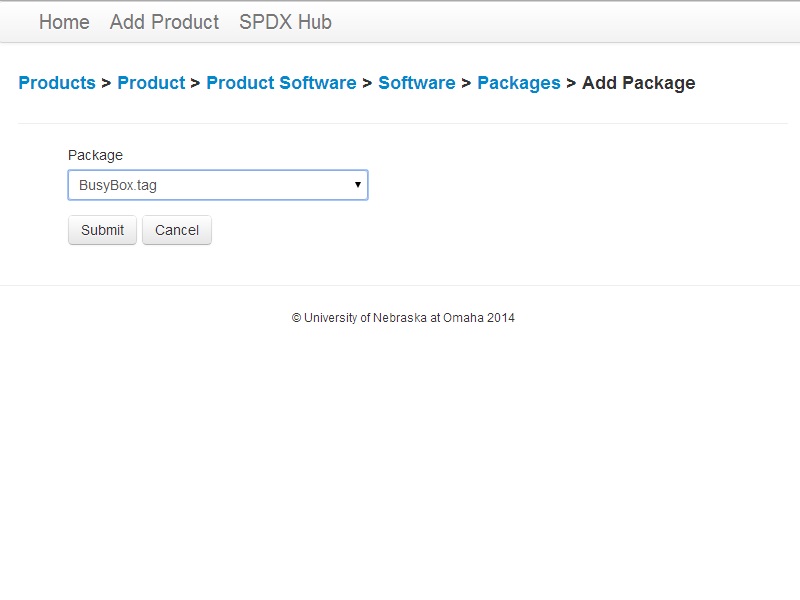 Home Add Product SPDX Hub
Products > Product > Product Software > Software > Packages > Add Package
Package
BusyBox.tag
Submit Cancel
© University of Nebraska at Omaha 2014